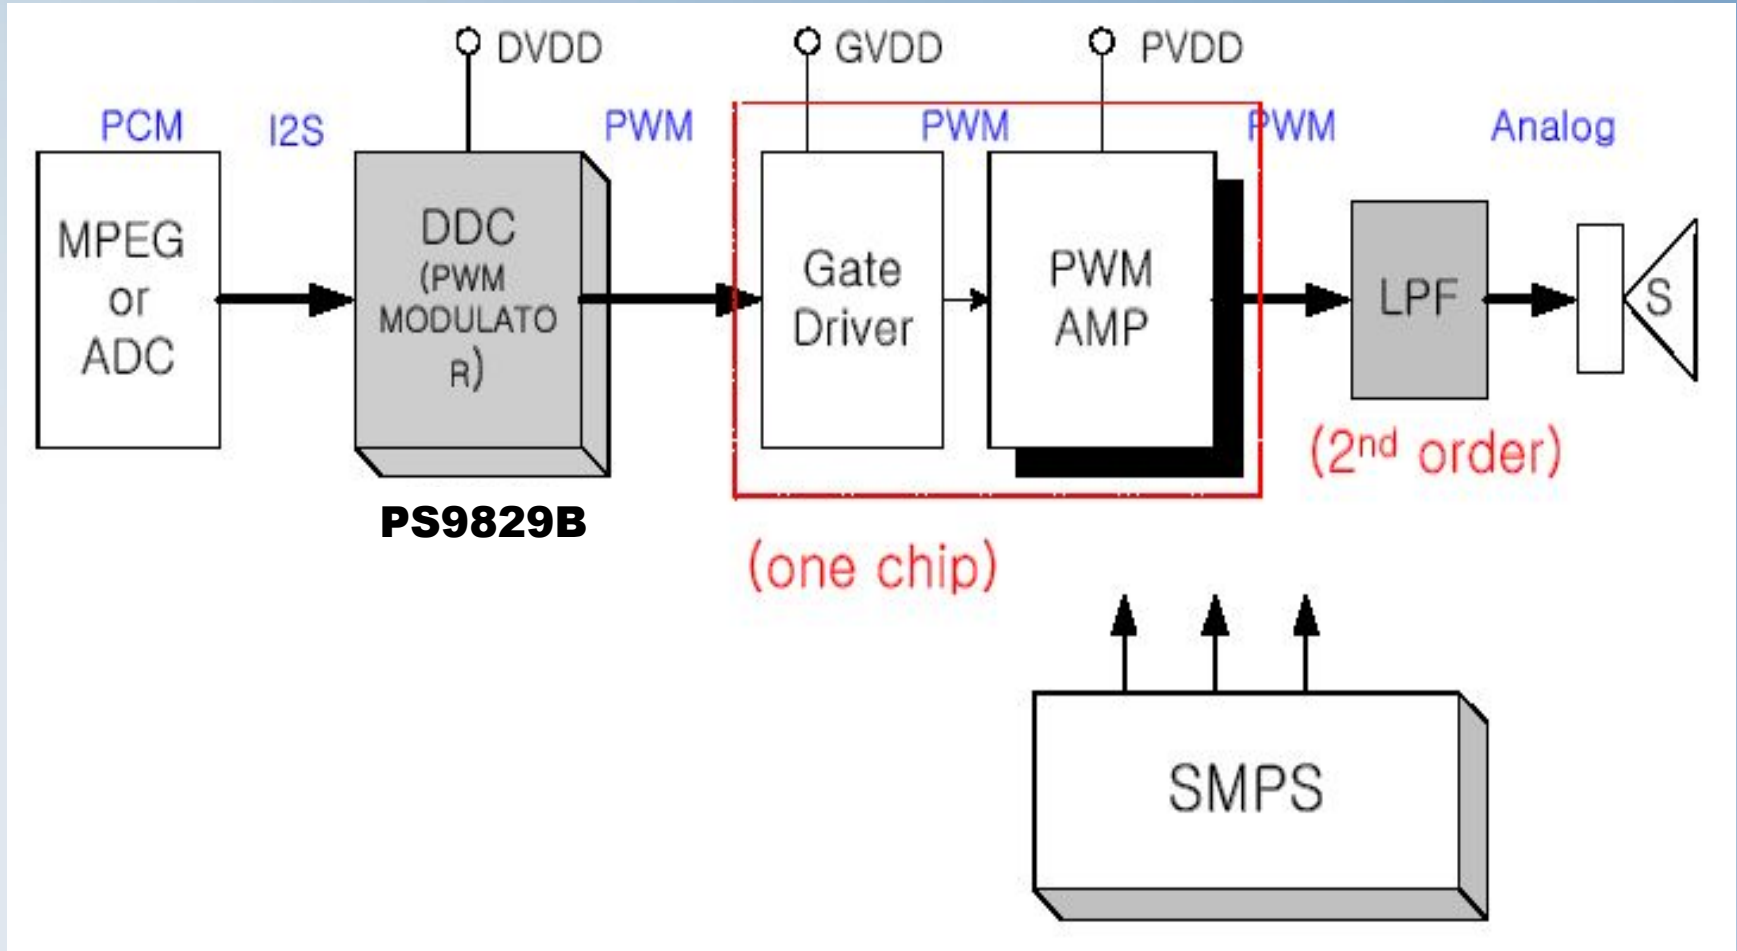 DVDD
GVDD
PVDD
PCM
I2S
PWM
PWM
PWM
Analog
MPEG
or
ADC
DDC
(PWM
MODULATO
R)
Gate
Driver
PWM
AMP
LPF
S
(2nd order)
PS9829B
(one chip)
SMPS